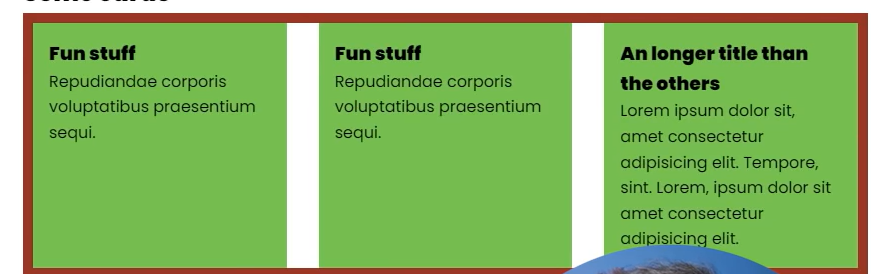 Fun stuff
Repudiandae corporis
voluptatibus praesentium
sequi.
Fun stuff
Repudiandae corporis
voluptatibus praesentium
sequi.
An longer title than
the others
Lorem ipsum dolor sit,
amet consectetur
adipisicing elit. Tempore,
sint. Lorem, ipsum dolor sit
amet consectetur
adipisicing elit.